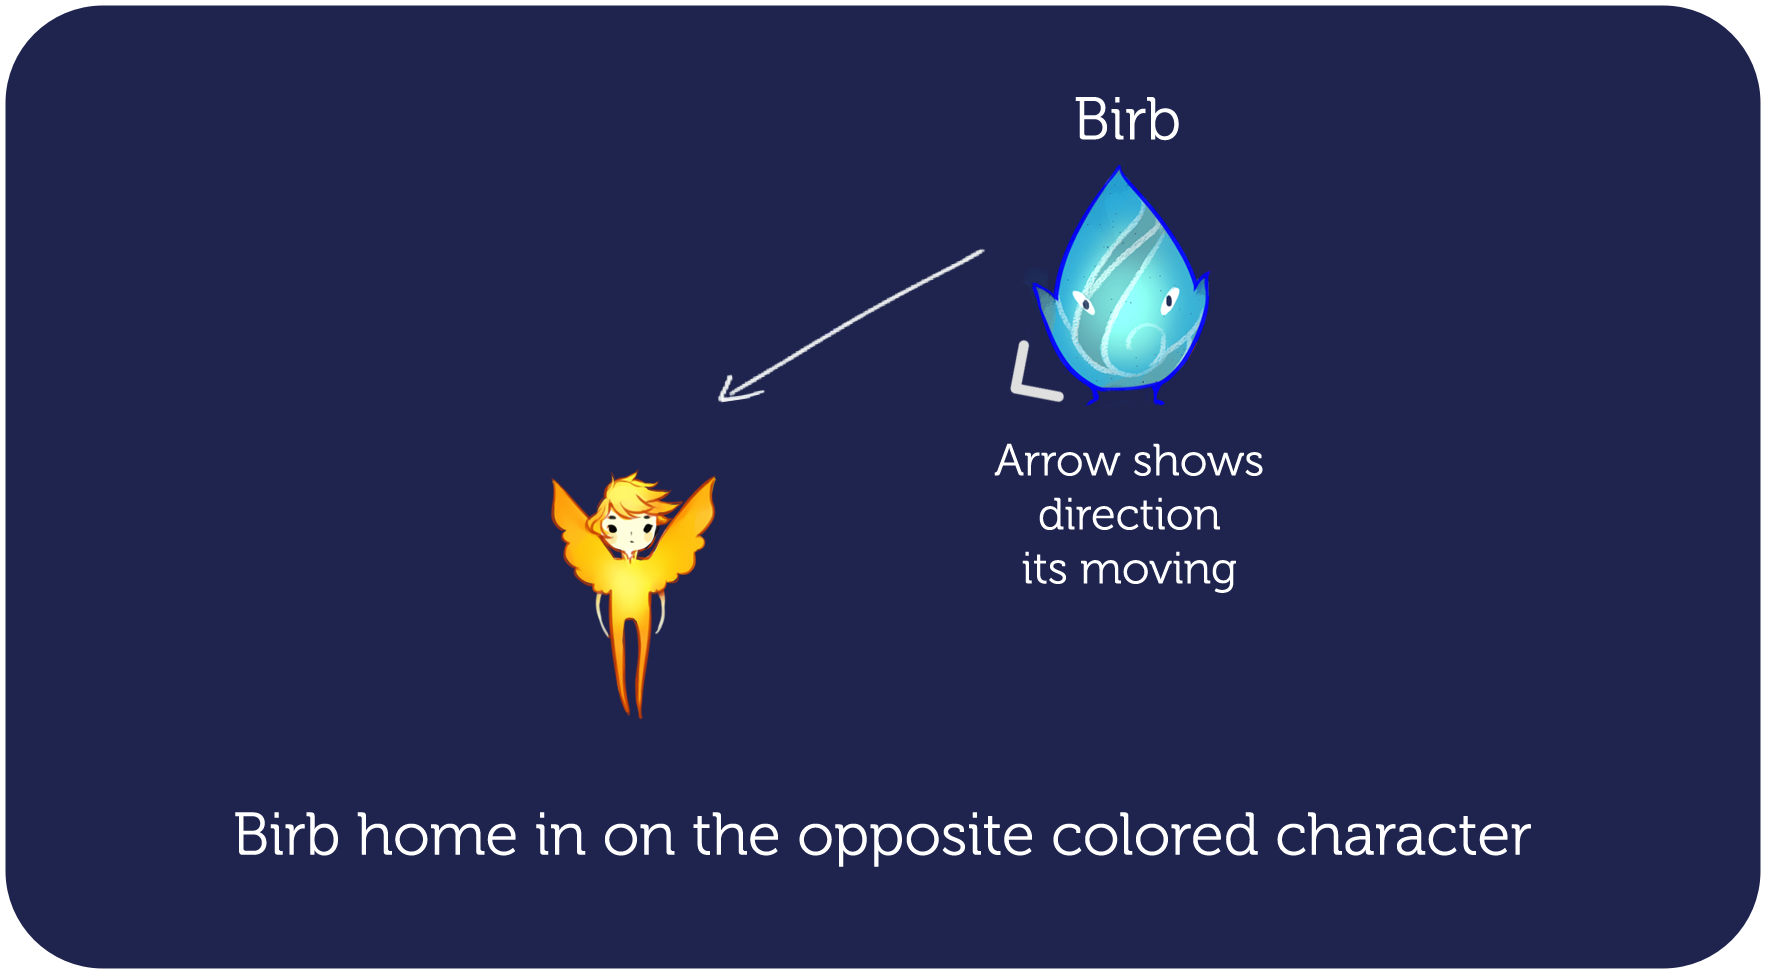 Birb
Arrow shows
direction
its moving
Birb home in on the opposite colored character